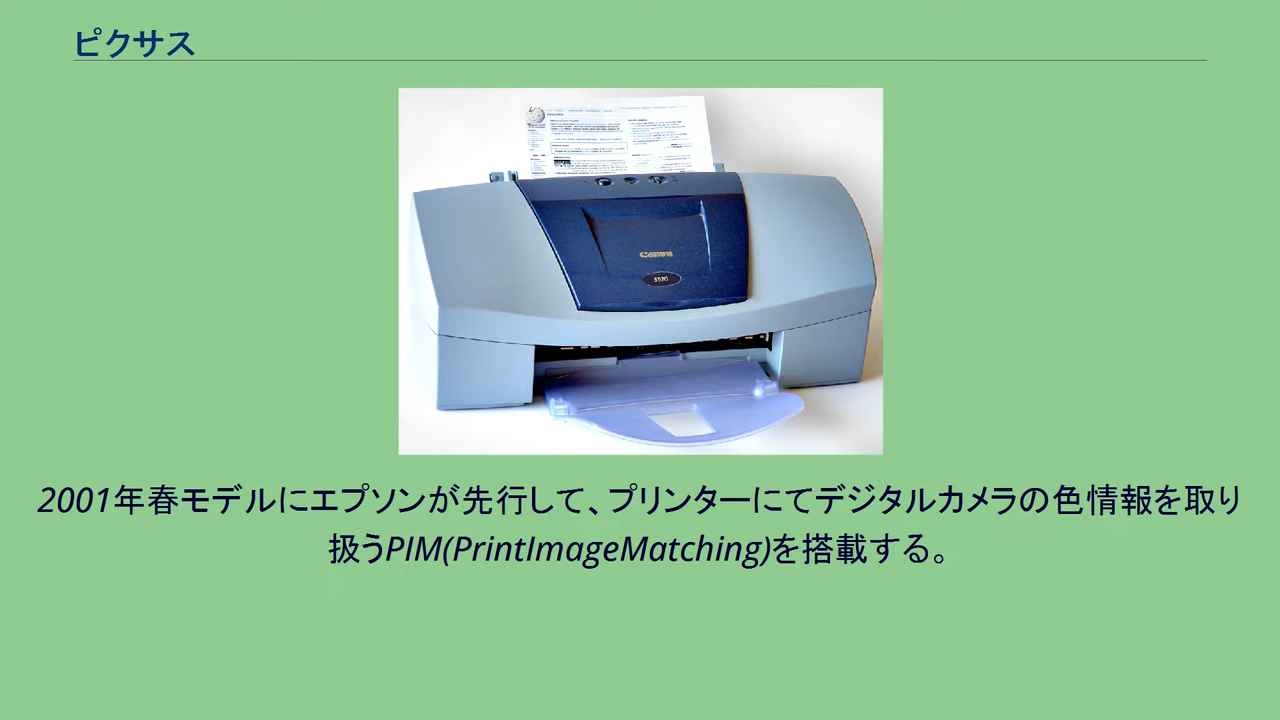 ピクサス
Canon
S520
2001年春モデルにエプソンが先行して、プリンターにてデジタルカメラの色情報を取り
扱うPIM(PrintImageMatching)を搭載する。